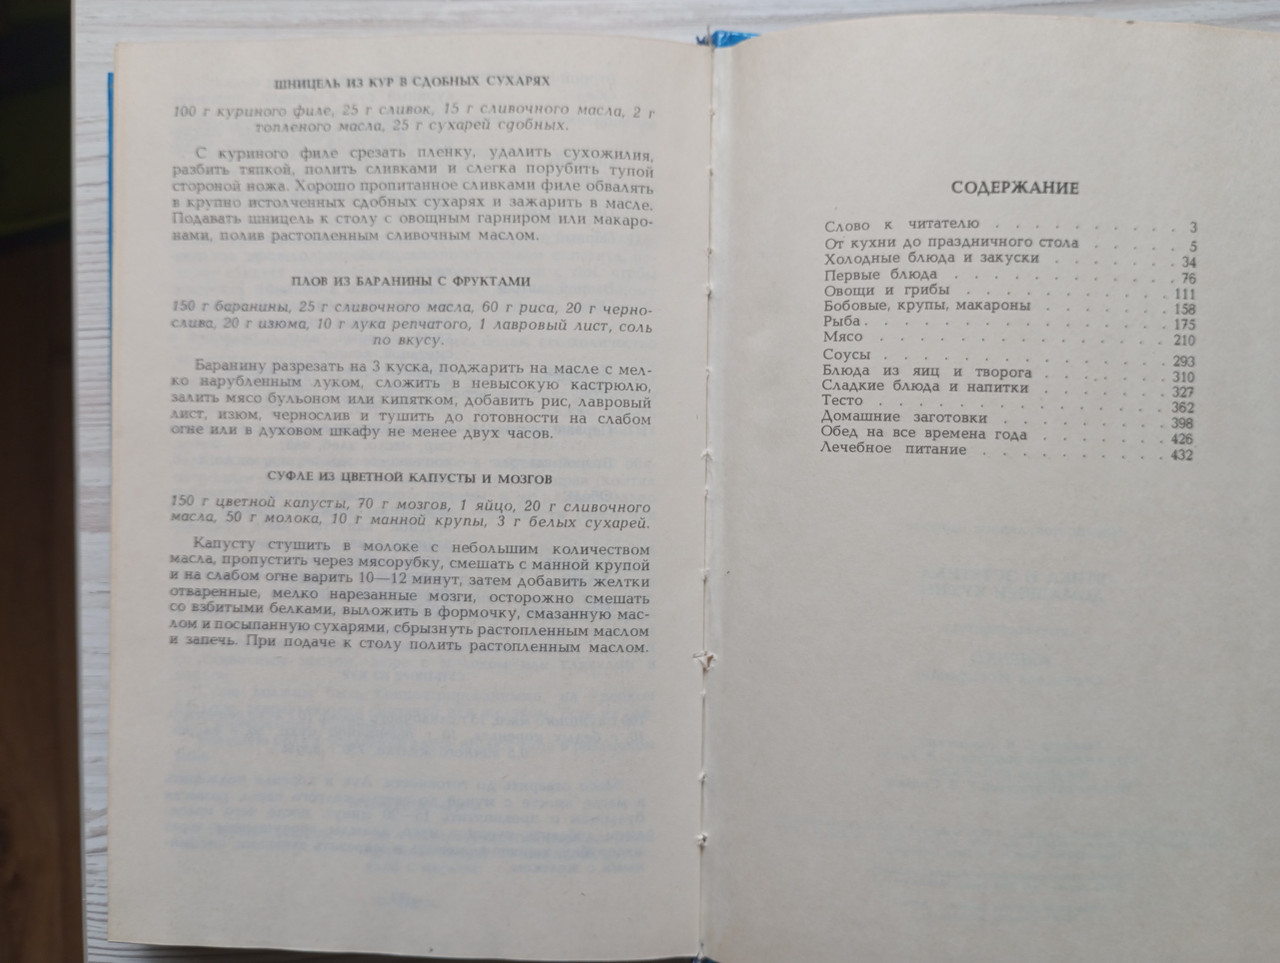 ШНИЦЕЛЬ ИЗ КУР В СДОБНЫХ СУХАРЯХ
100 г куриного филе, 25 г сливок, 15 г сливочного масла, 2 г
топленого масла, 25 г сухарей сдобных.
С куриного филе срезать пленку, удалить сухожилия,
разбить тяпкой, полить сливками и слегка порубить тупой
стороной ножа. Хорошо пропитанное сливками филе обвалять
в крупно истолченных сдобных сухарях и зажарить в масле.
Подавать шницель к столу с овощным гарниром или макаро-
нами, полив растопленным сливочным маслом.
ПЛОВ ИЗ БАРАНИНЫ С ФРУКТАМИ
150 г баранины, 25 г сливочного масла, 60 г риса, 20 г черно-
слива, 20 г изюма, 10 г лука репчатого, 1 лавровый лист, соль
по вкусу.
Баранину разрезать на 3 куска, поджарить на масле с мел-
ко нарубленным луком, сложить в невысокую кастрюлю,
залить мясо бульоном или кипятком, добавить рис, лавровый
лист, изюм, чернослив и тушить до готовности на слабом
огне или в духовом шкафу не менее двух часов.
СУФЛЕ ИЗ ЦВЕТНОЙ КАПУСТЫ И МОЗГОВ
150 г цветной капусты, 70 г мозгов, 1 яйцо, 20 г сливочного
масла, 50 г молока, 10 г манной крупы, 3 г белых сухарей.
Капусту стушить в молоке с небольшим количеством
масла, пропустить через мясорубку, смешать с манной крупой
и на слабом огне варить 10—12 минут, затем добавить желтки
отваренные, мелко нарезанные мозги, осторожно смешать
со взбитыми белками, выложить в формочку, смазанную мас-
лом и посыпанную сухарями, сбрызнуть растопленным маслом
и запечь. При подаче к столу полить растопленным маслом.
СОДЕРЖАНИЕ
Слово к читателю . . . . . . . . . . 3
От кухни до праздничного стола . . . . . 5
Холодные блюда и закуски . . . . . . . 34
Первые блюда . . . . . . . . . . . 76
Овощи и грибы . . . . . . . . . . . 111
Бобовые, крупы, макароны . . . . . . . 158
Рыба . . . . . . . . . . . . . . . 175
Мясо . . . . . . . . . . . . . . . 210
Соусы . . . . . . . . . . . . . . 293
Блюда из яиц и творога . . . . . . . . 310
Сладкие блюда и напитки . . . . . . . . 327
Тесто . . . . . . . . . . . . . . . 362
Домашние заготовки . . . . . . . . . 398
Обед на все времена года . . . . . . . 426
Лечебное питание . . . . . . . . . . 432